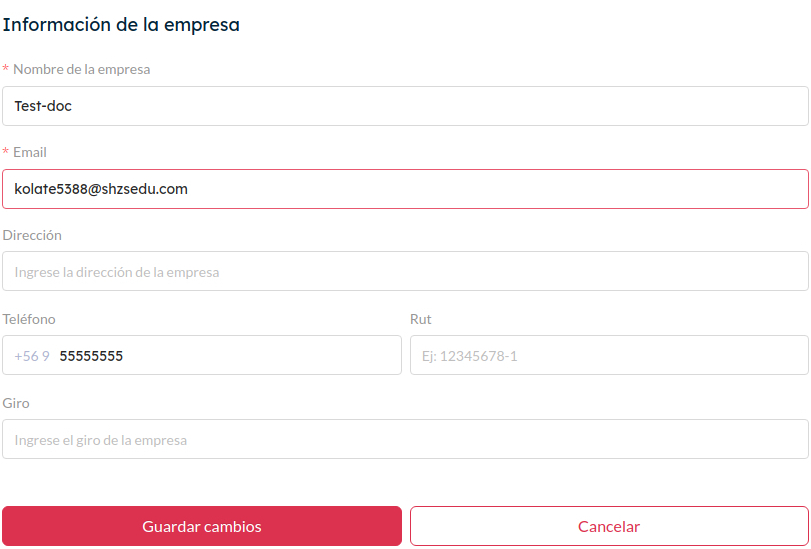 Información de la empresa
* Nombre de la empresa
Test-doc
* Email
kolate5388@shzsedu.com
Dirección
Ingrese la dirección de la empresa
Teléfono Rut
+56 9 55555555 Ej: 12345678-1
Giro
Ingrese el giro de la empresa
Guardar cambios Cancelar